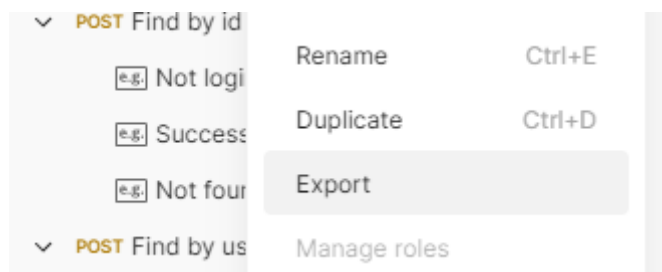 POST Find by id
Rename Ctrl+E
e.g. Not logi
Duplicate Ctrl+D
e.g. Success
Export
e.g. Not four
POST Find by us
Manage roles